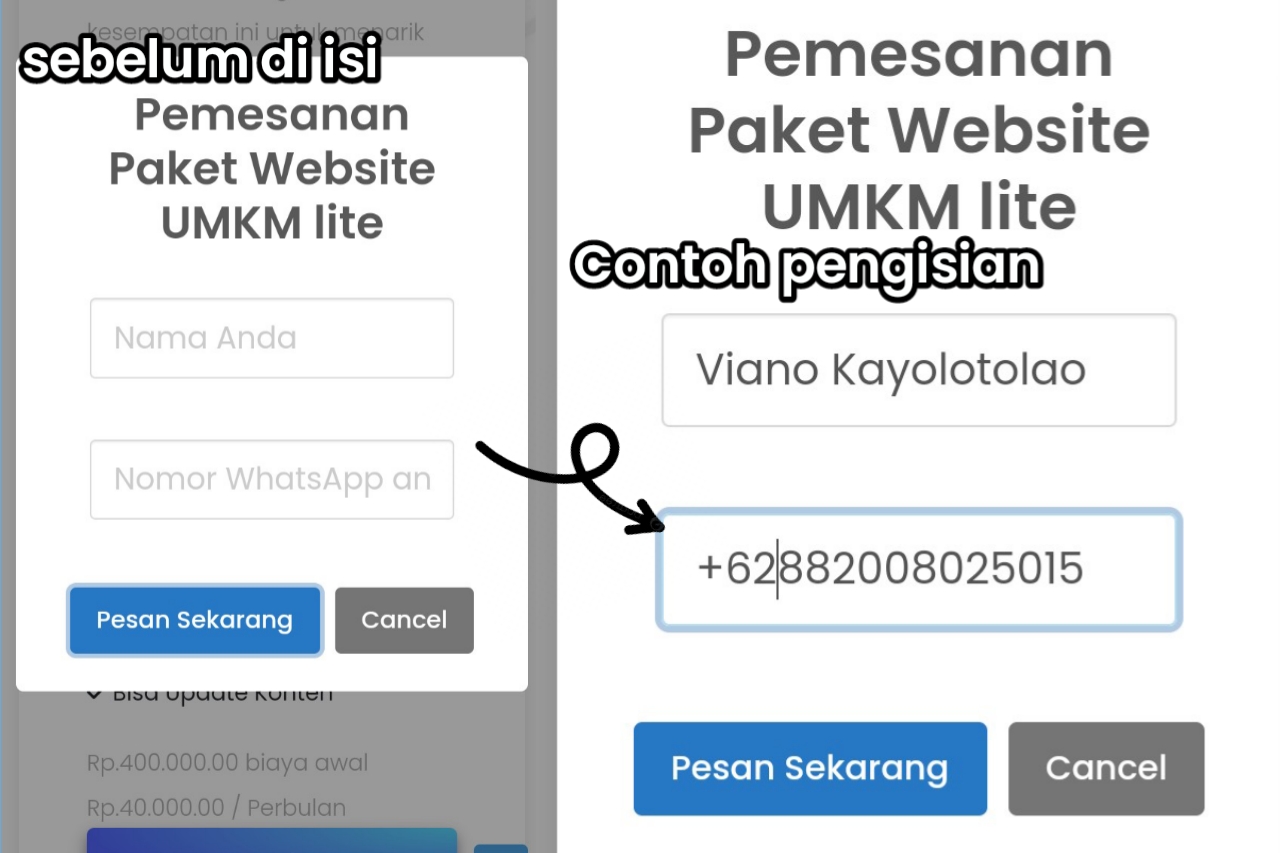 kesempatan ini untuk menarik
sebelum di isi
Pemesanan
Paket Website
UMKM lite
Nama Anda
Nomor WhatsApp an
Pesan Sekarang
Cancel
Bisa Update Konten
Rp.400.000.00 biaya awal
Rp.40.000.00 / Perbulan
Pemesanan
Paket Website
UMKM lite
Contoh pengisian
Viano Kayolotolao
+62882008025015
Pesan Sekarang
Cancel